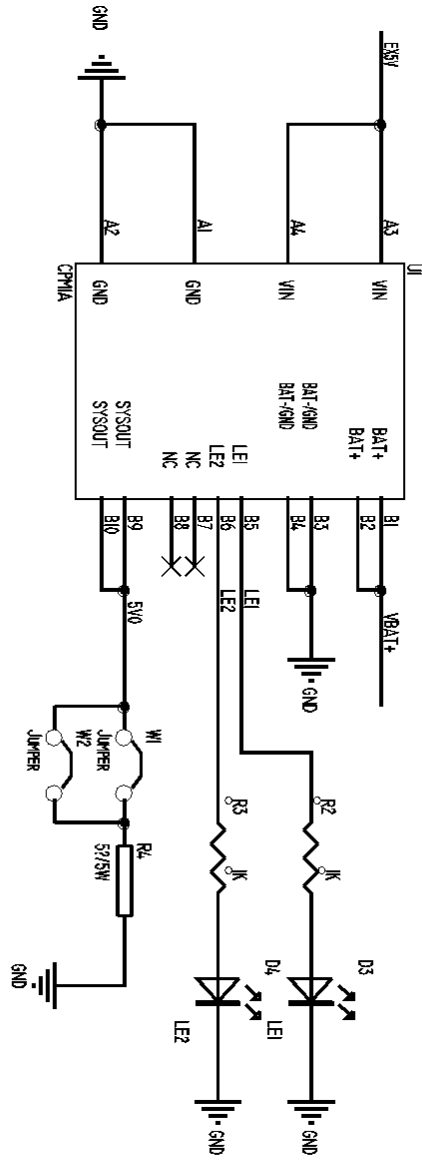 U1
EX5V
A3
VIN
BAT+
B1
VBAT+
BAT+
B2
D3
R2
1K
BAT-/GND
B3
GND
GND
A4
VIN
BAT-/GND
B4
LE1
D4
LE1
B5
LE1
R3
1K
LE2
B6
LE2
GND
A1
GND
NC
B7
LE2
NC
B8
W1
JUMPER
R4
5?/5W
SYSOUT
B9
5V0
GND
A2
GND
SYSOUT
B10
W2
JUMPER
CPM1A
GND